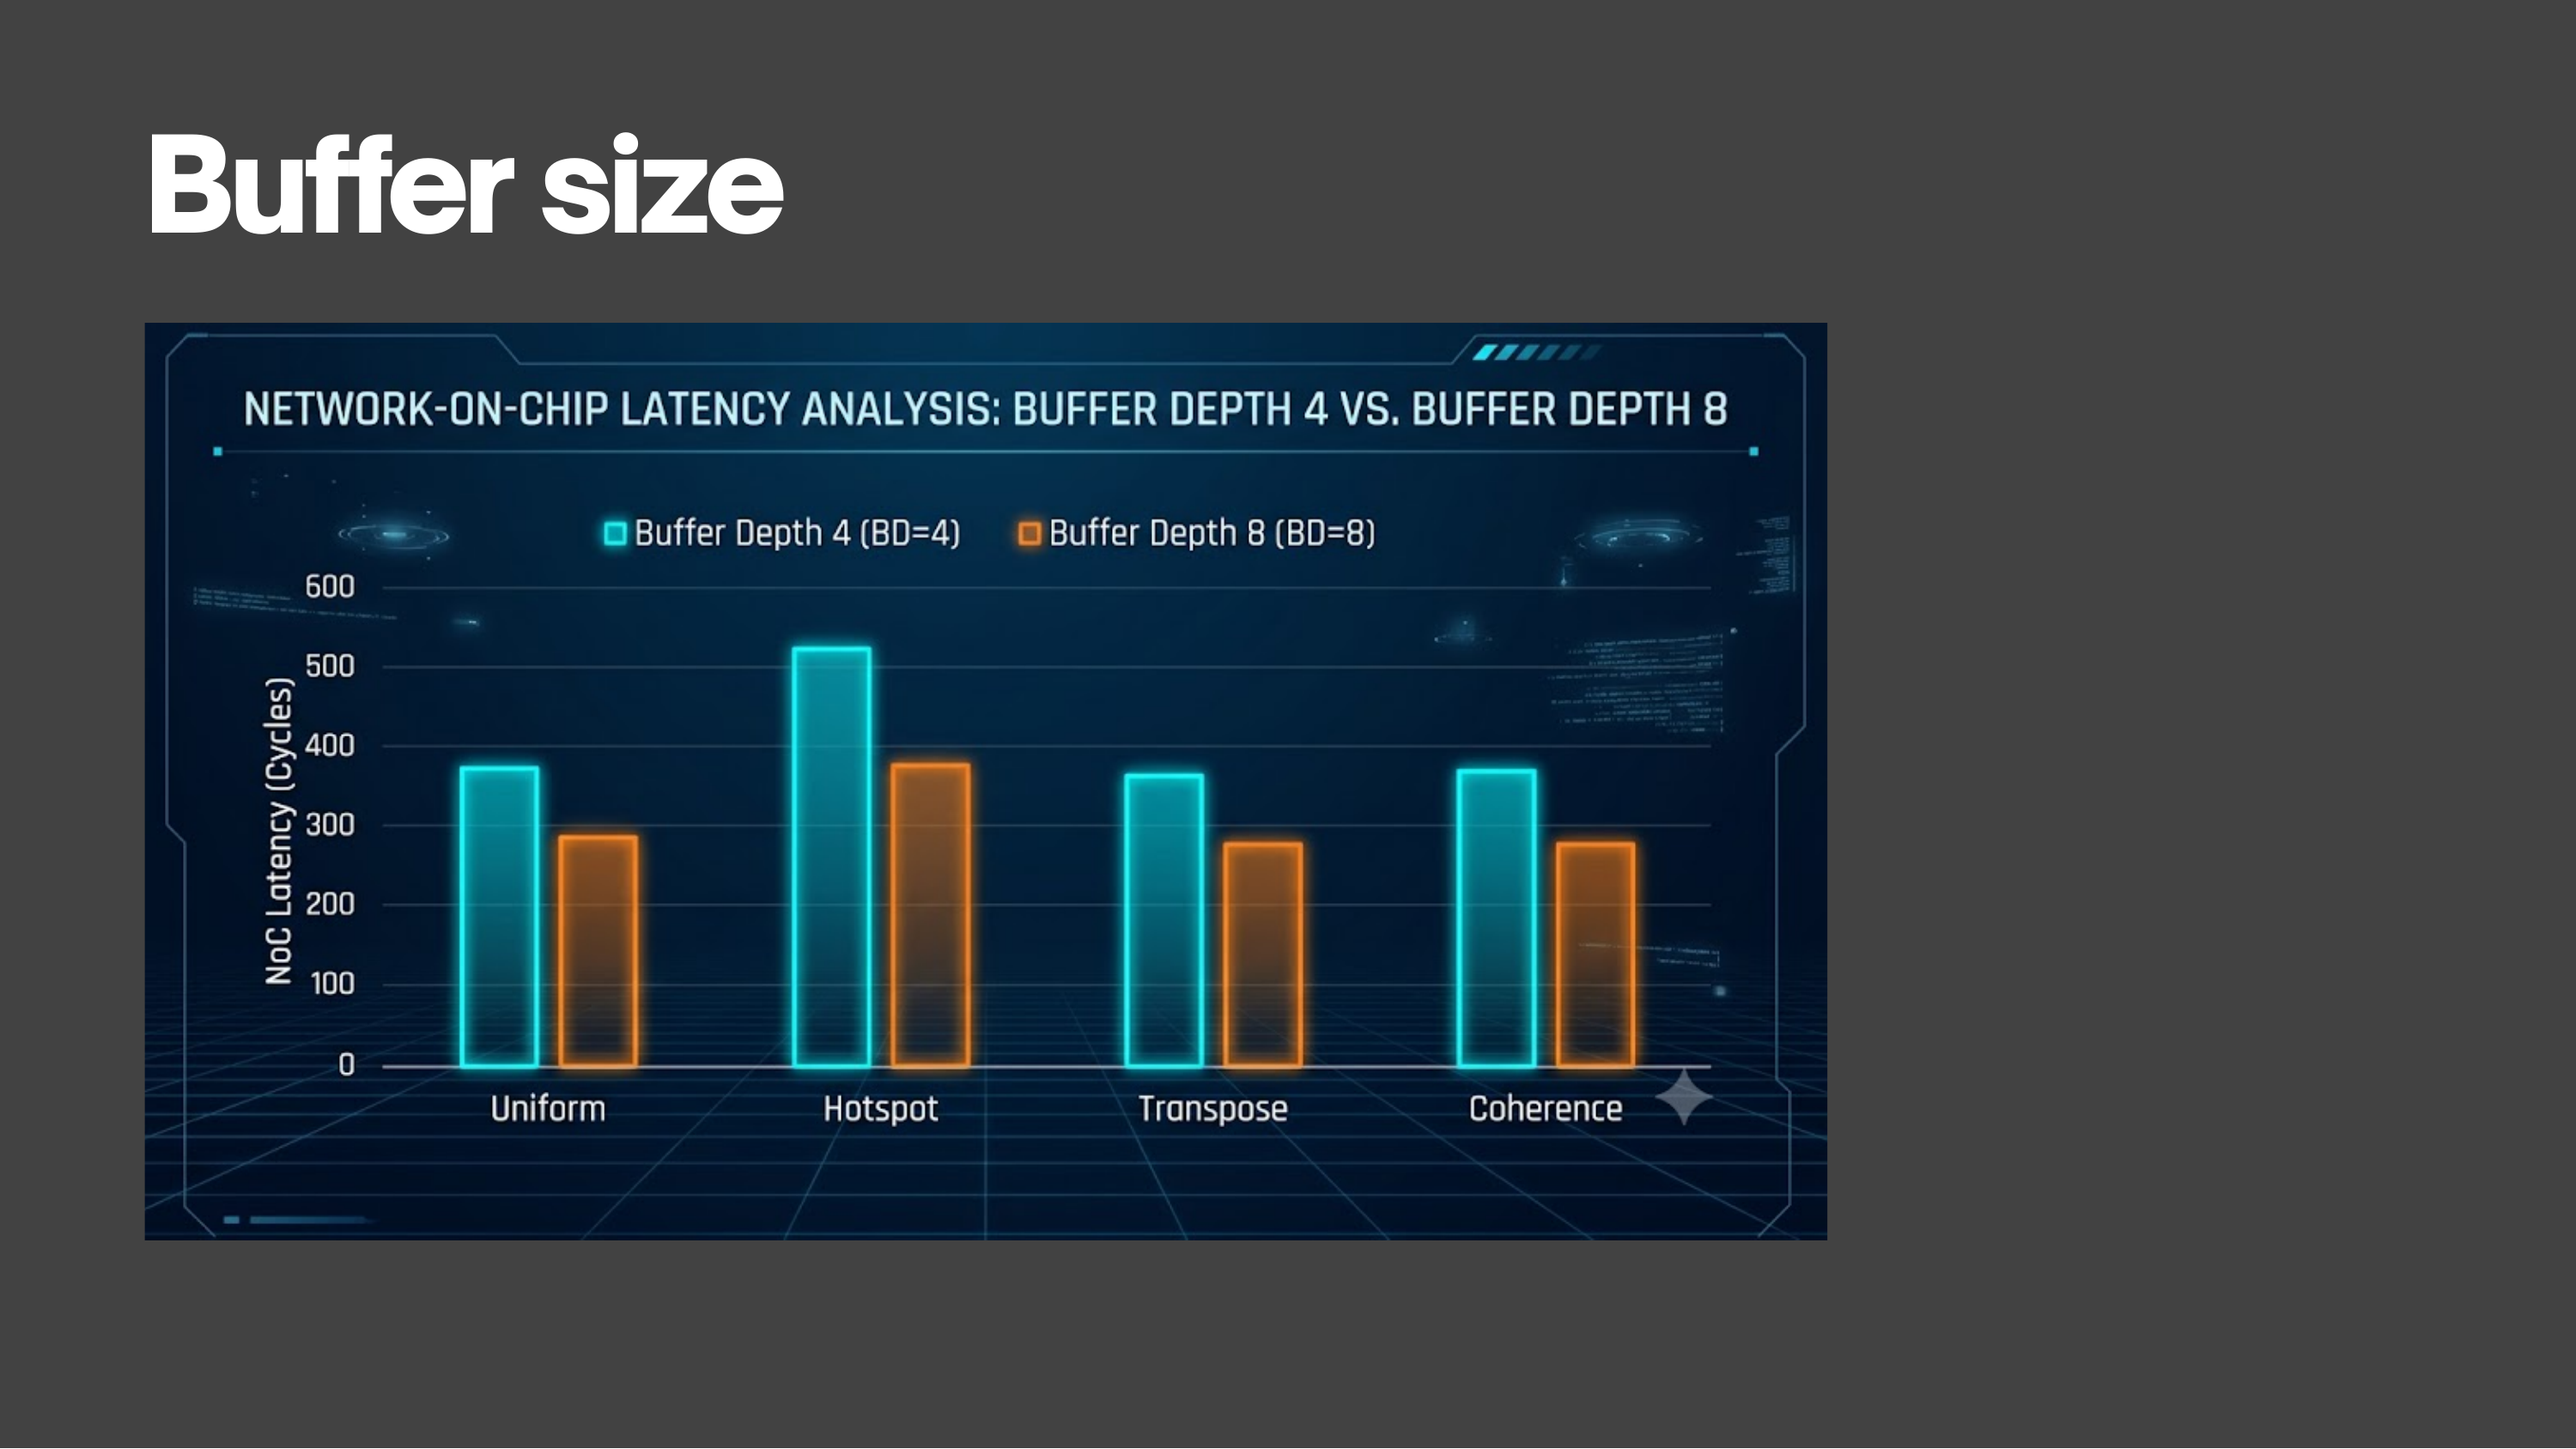 Buffer size
NETWORK-ON-CHIP LATENCY ANALYSIS: BUFFER DEPTH 4 VS. BUFFER DEPTH 8
Buffer Depth 4 (BD=4) Buffer Depth 8 (BD=8)
NoC Latency (Cycles)
600
500
400
300
200
100
0
Uniform Hotspot Transpose Coherence